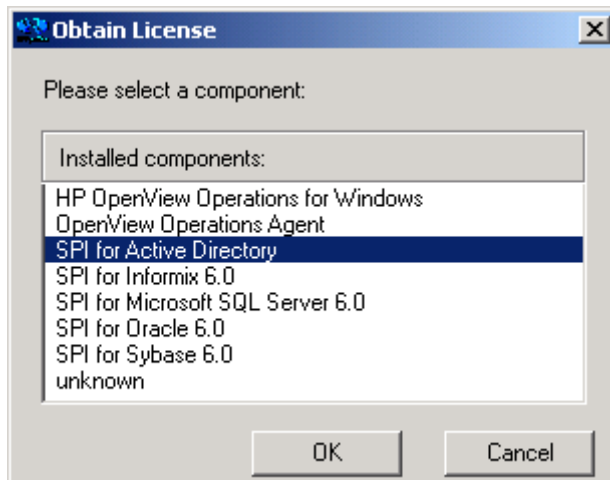 Obtain License
Please select a component:
Installed components:
HP OpenView Operations for Windows
OpenView Operations Agent
SPI for Active Directory
SPI for Informix 6.0
SPI for Microsoft SQL Server 6.0
SPI for Oracle 6.0
SPI for Sybase 6.0
unknown
OK Cancel